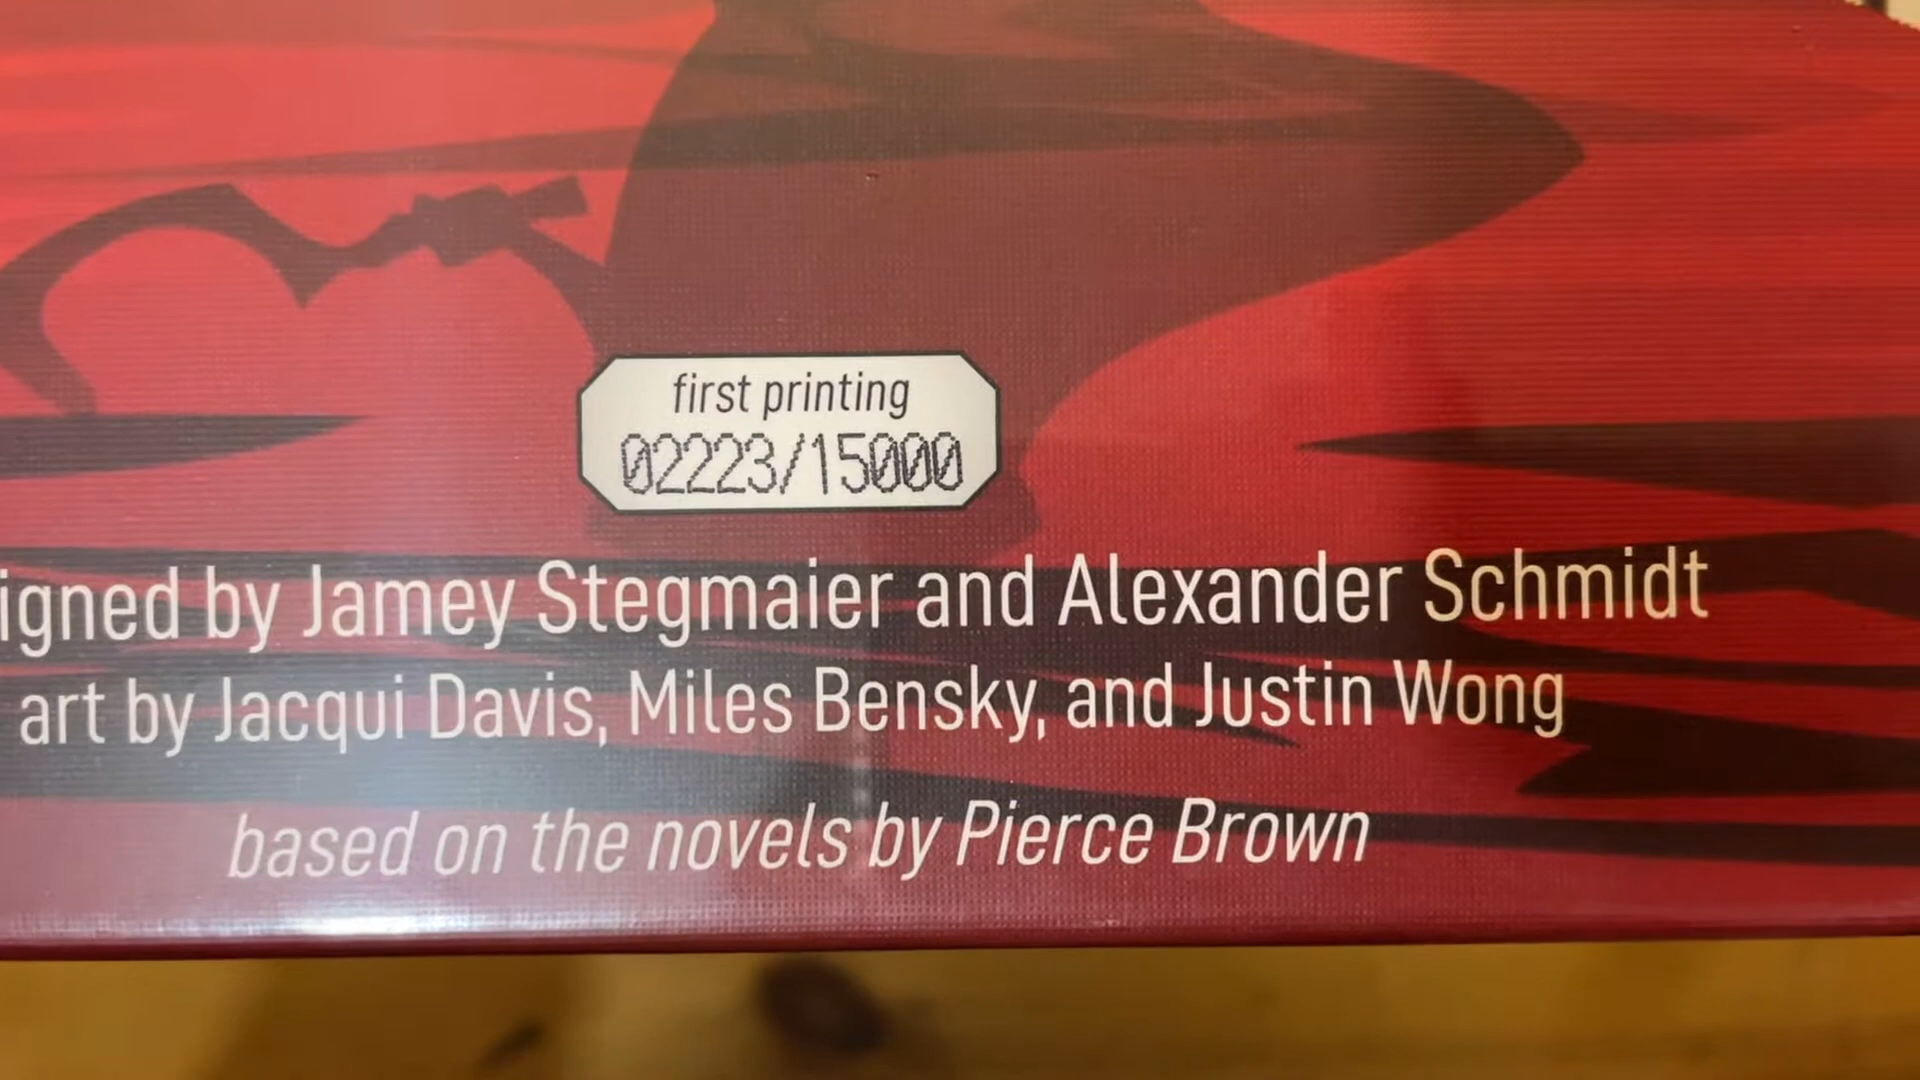 first printing
02223/15000
igned by Jamey Stegmaier and Alexander Schmidt
art by Jacqui Davis, Miles Bensky, and Justin Wong
based on the novels by Pierce Brown